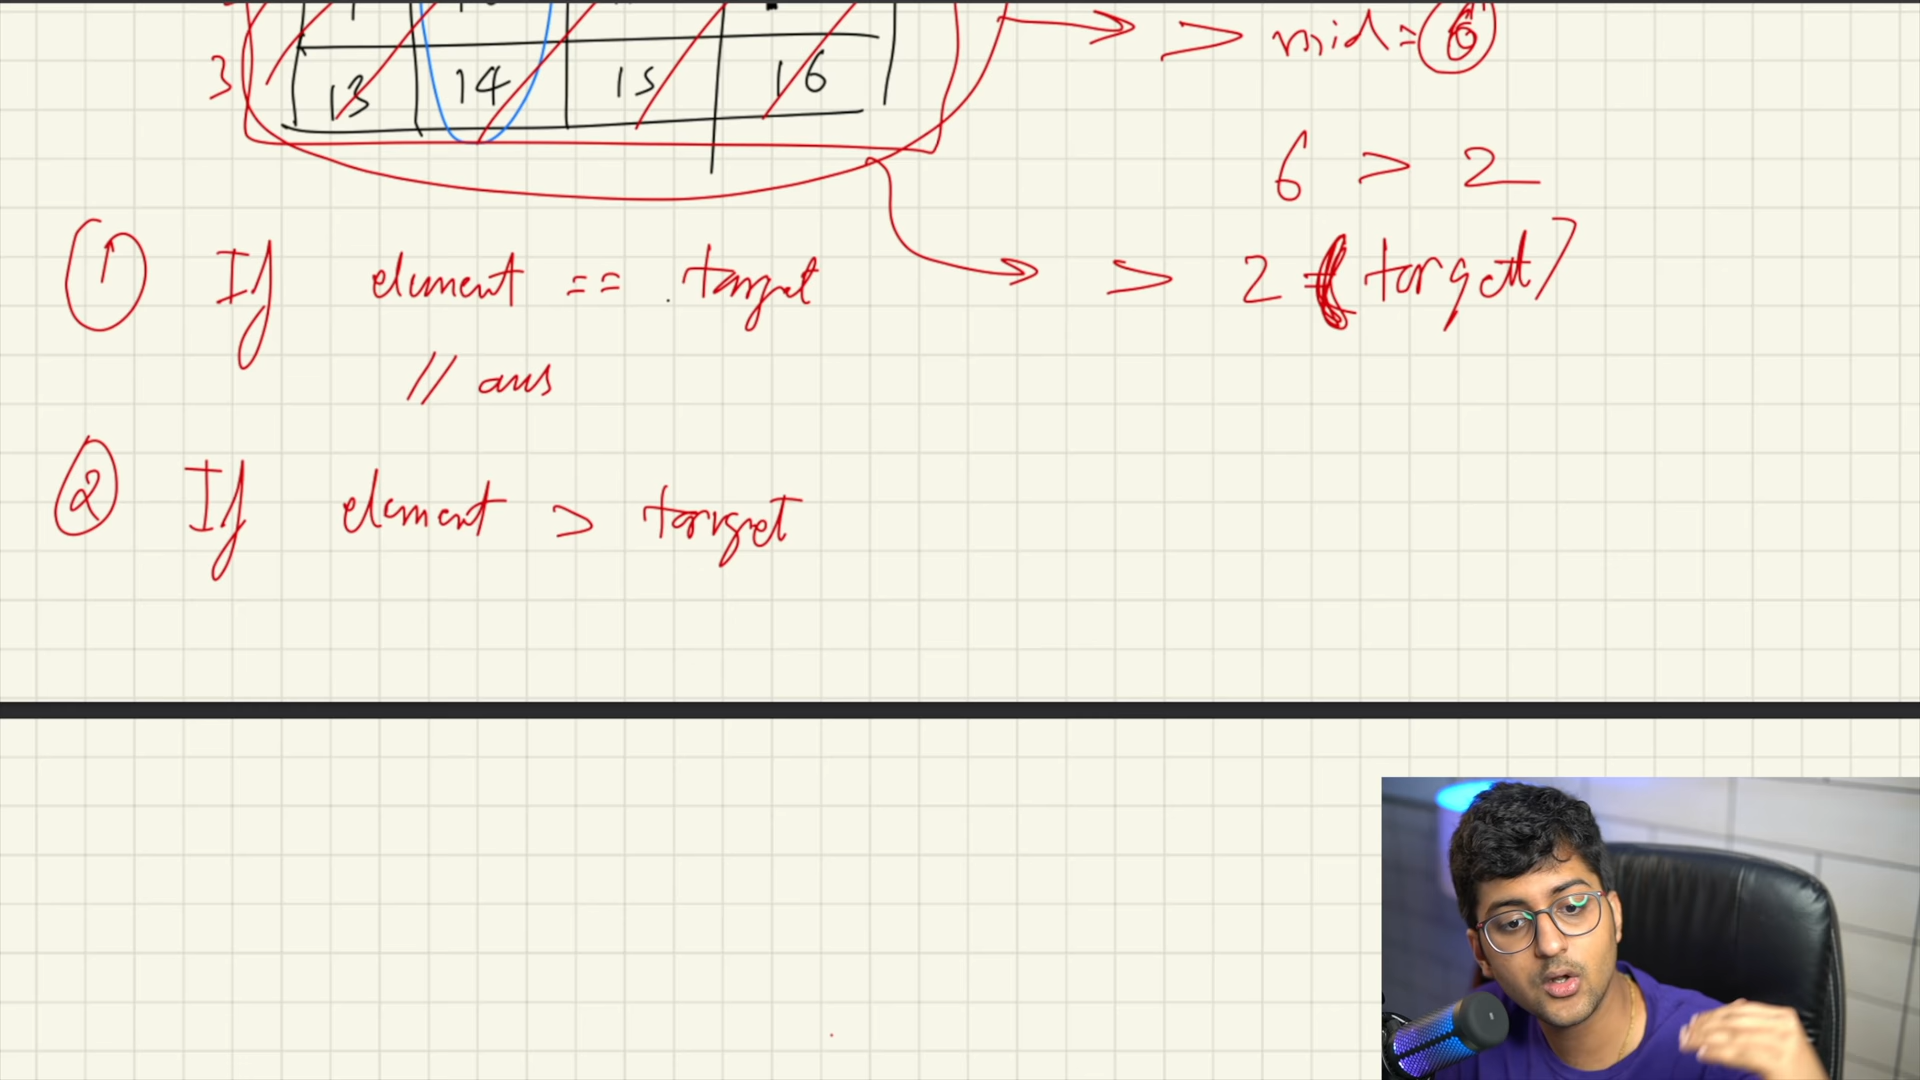 3 13 14 15 16
> mid = 6
6 > 2
① If element == target > 2 (target)
// ans
② If element > target